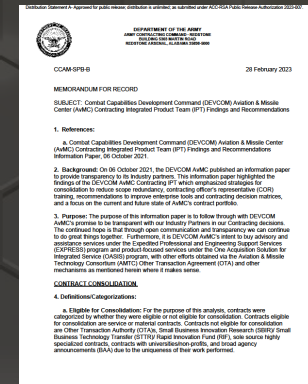 Distribution Statement A- Approved for public release; distribution is unlimited; as submitted under ACC-RSA Public Release Authorization 2023-007.
DEPARTMENT OF THE ARMY
ARMY CONTRACTING COMMAND - REDSTONE
BUILDING 5303 MARTIN ROAD
REDSTONE ARSENAL, ALABAMA 35898-5000
CCAM-SPB-B
28 February 2023
MEMORANDUM FOR RECORD
SUBJECT: Combat Capabilities Development Command (DEVCOM) Aviation & Missile
Center (AvMC) Contracting Integrated Product Team (IPT) Findings and Recommendations
1. References:
a. Combat Capabilities Development Command (DEVCOM) Aviation & Missile Center
(AvMC) Contracting Integrated Product Team (IPT) Findings and Recommendations
Information Paper, 06 October 2021.
2. Background: On 06 October 2021, the DEVCOM AvMC published an information paper
to provide transparency to its Industry partners. This information paper highlighted the
findings of the DEVCOM AvMC Contracting IPT which emphasized strategies for
consolidation to reduce scope redundancy, contracting officer's representative (COR)
training, recommendations to improve enterprise tools and contracting decision matrices,
and a focus on the current and future state of AvMC's contract portfolio.
3. Purpose: The purpose of this information paper is to follow through with DEVCOM
AvMC's promise to be transparent with our Industry Partners in our Contracting decisions.
The continued hope is that through open communication and transparency we can continue
to do great things together. Furthermore, it is DEVCOM AvMC's intent to buy advisory and
assistance services under the Expedited Professional and Engineering Support Services
(EXPRESS) program and product-focused services under the One Acquisition Solution for
Integrated Service (OASIS) program, with other efforts obtained via the Aviation & Missile
Technology Consortium (AMTC) Other Transaction Agreement (OTA) and other
mechanisms as mentioned herein where it makes sense.
CONTRACT CONSOLIDATION
4. Definitions/Categorizations:
a. Eligible for Consolidation: For the purpose of this analysis, contracts were
categorized by whether they were eligible or not eligible for consolidation. Contracts eligible
for consideration are service or material contracts. Contracts not eligible for consolidation
are Other Transaction Authority (OTA)s, Small Business Innovation Research (SBIR)/ Small
Business Technology Transfer (STTR)/ Rapid Innovation Fund (RIF), sole source highly
specialized contracts, contracts with universities/non-profits, and broad agency
announcements (BAA) due to the uniqueness of their work performed.